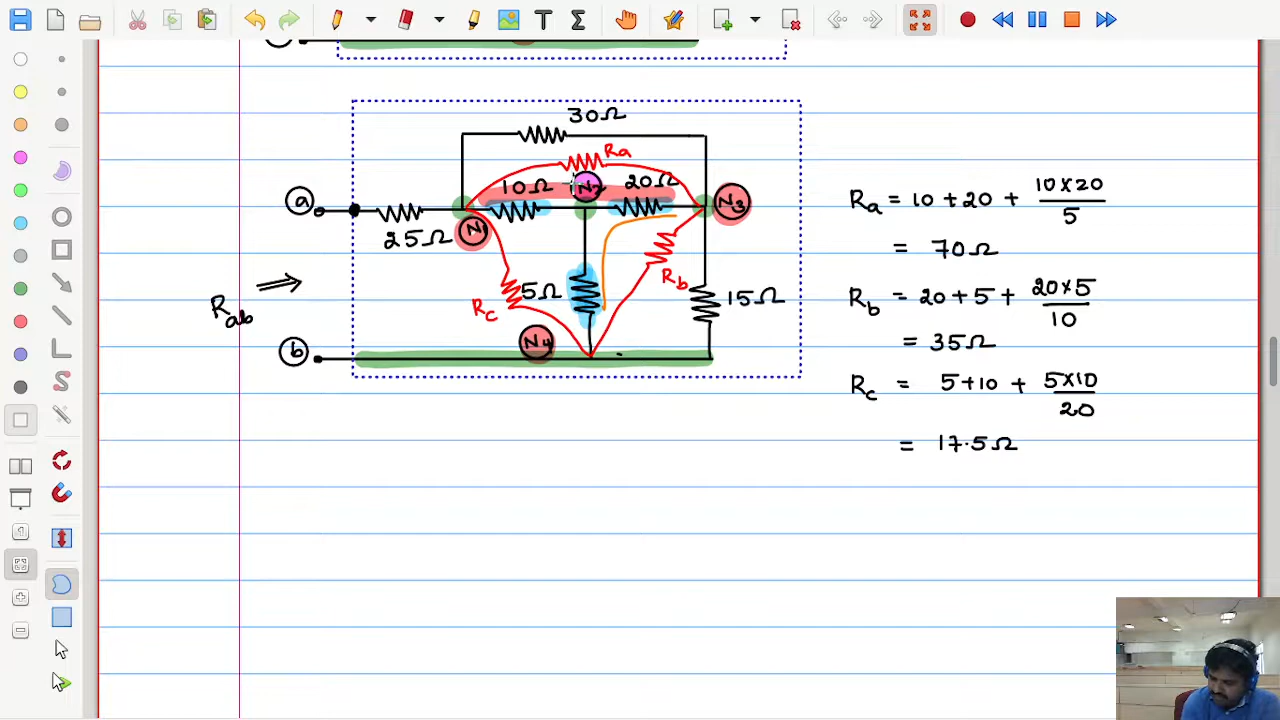 30Ω
Ra
10Ω
N2
20Ω
a
N1
N3
25Ω
5Ω
Rb
15Ω
Rc
Rab
N4
b
Ra = 10 + 20 + 10×20/5
= 70Ω
Rb = 20 + 5 + 20×5/10
= 35Ω
Rc = 5+10 + 5×10/20
= 17.5Ω